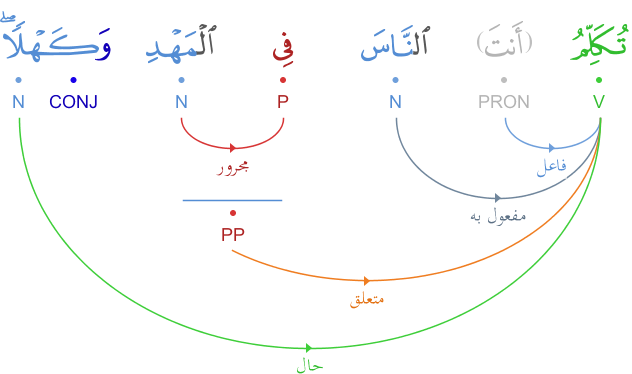 تُكَلِّمُ (أَنتَ) ٱلنَّاسَ فِى ٱلْمَهْدِ وَكَهْلًا ۖ
V PRON N P N CONJ N
فاعل
مجرور
مفعول به
PP
متعلق
حال